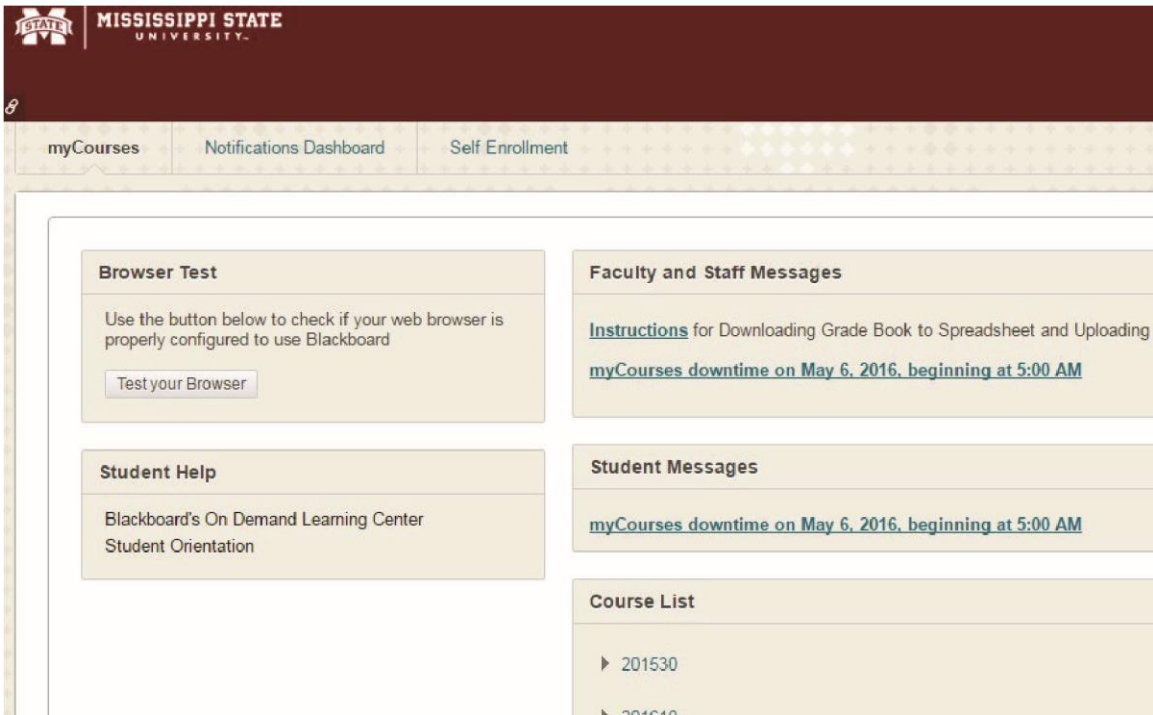 STATE
MISSISSIPPI STATE
UNIVERSITY™
myCourses
Notifications Dashboard
Self Enrollment
Browser Test
Use the button below to check if your web browser is
properly configured to use Blackboard
Test your Browser
Student Help
Blackboard's On Demand Learning Center
Student Orientation
Faculty and Staff Messages
Instructions for Downloading Grade Book to Spreadsheet and Uploading
myCourses downtime on May 6, 2016, beginning at 5:00 AM
Student Messages
myCourses downtime on May 6, 2016, beginning at 5:00 AM
Course List
201530